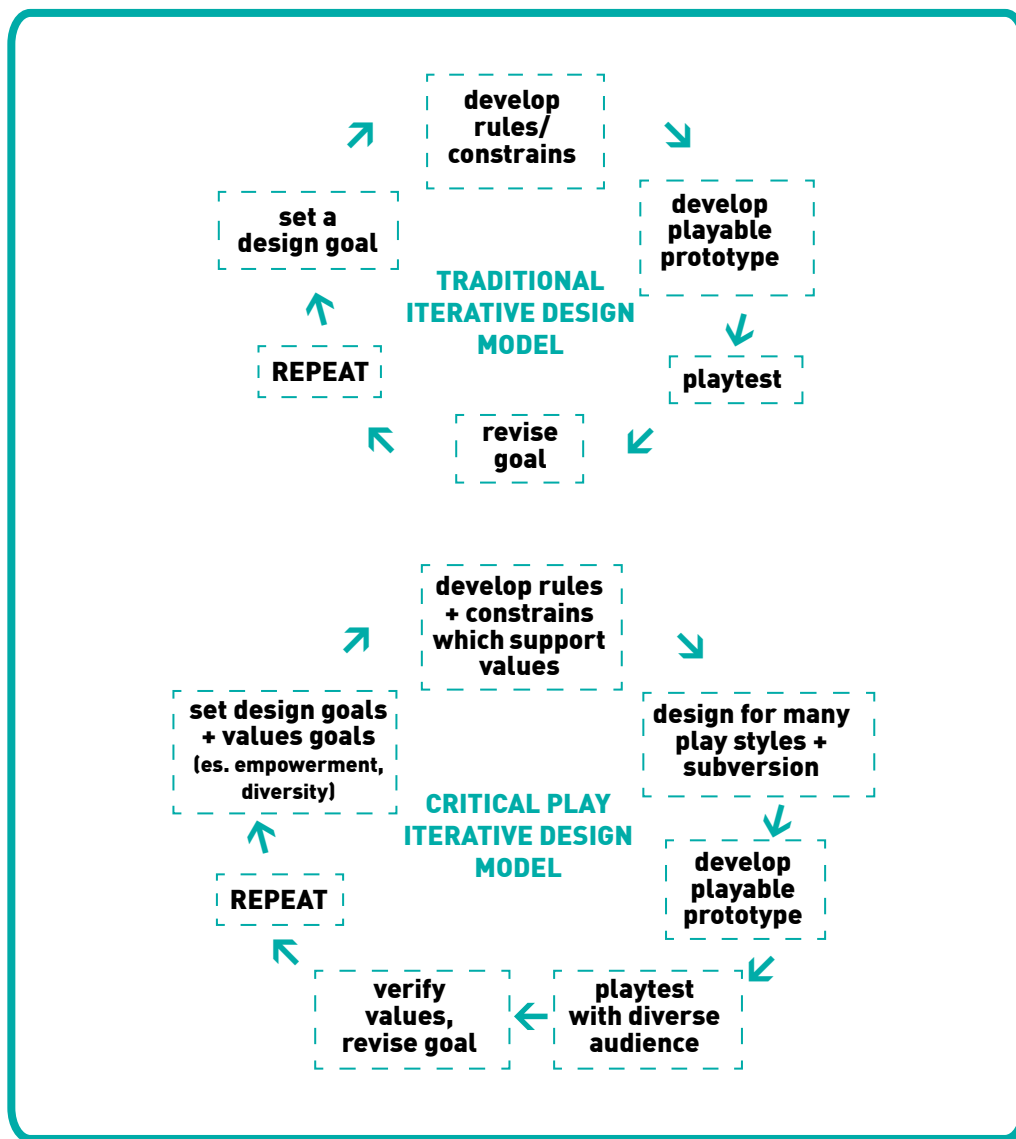 develop
rules/
constrains
set a
design goal
develop
playable
prototype
TRADITIONAL
ITERATIVE DESIGN
MODEL
REPEAT
playtest
revise
goal
develop rules
+ constrains
which support
values
set design goals
+ values goals
(es. empowerment,
diversity)
design for many
play styles +
subversion
CRITICAL PLAY
ITERATIVE DESIGN
MODEL
develop
playable
prototype
REPEAT
verify
values,
revise goal
playtest
with diverse
audience